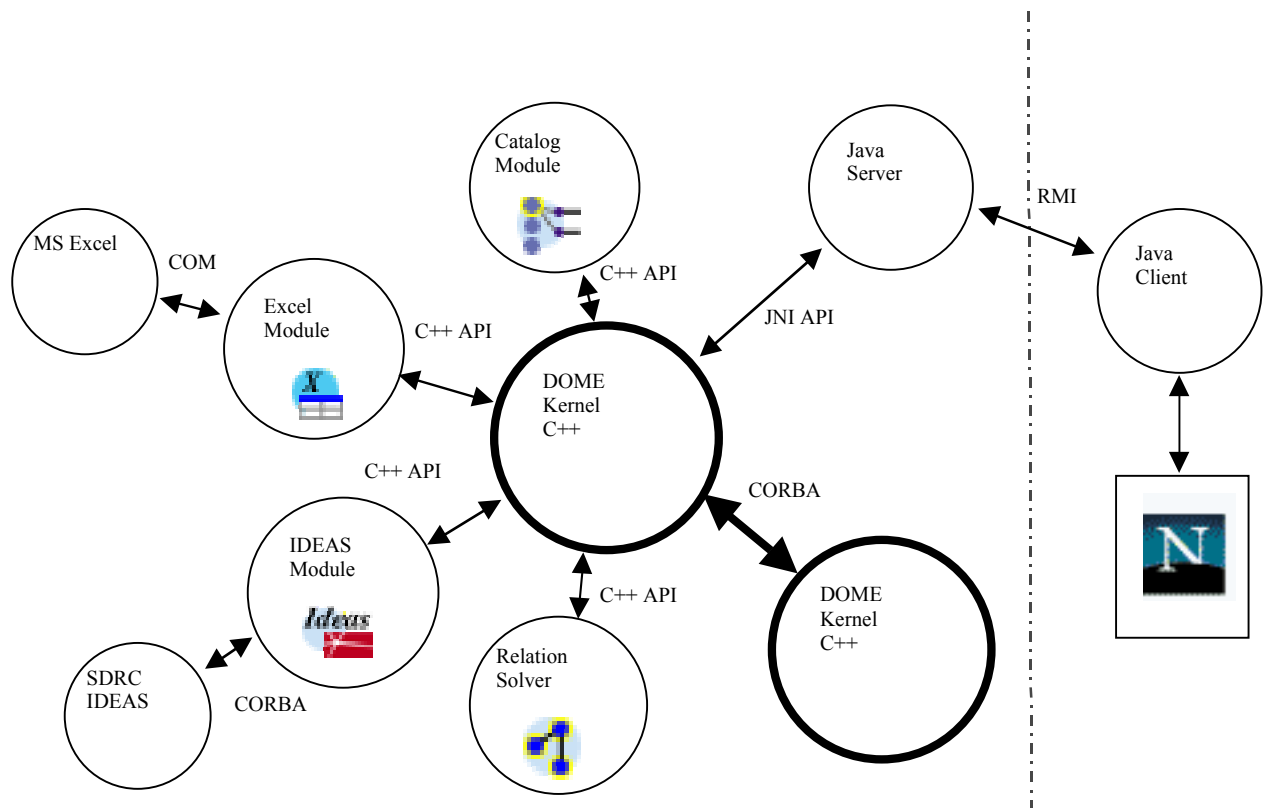 Catalog
Module
Java
Server
RMI
MS Excel
COM
C++ API
Java
Client
Excel
Module
C++ API
JNI API
X
DOME
Kernel
C++
C++ API
CORBA
N
IDEAS
Module
Ideas
C++ API
DOME
Kernel
C++
SDRC
IDEAS
CORBA
Relation
Solver